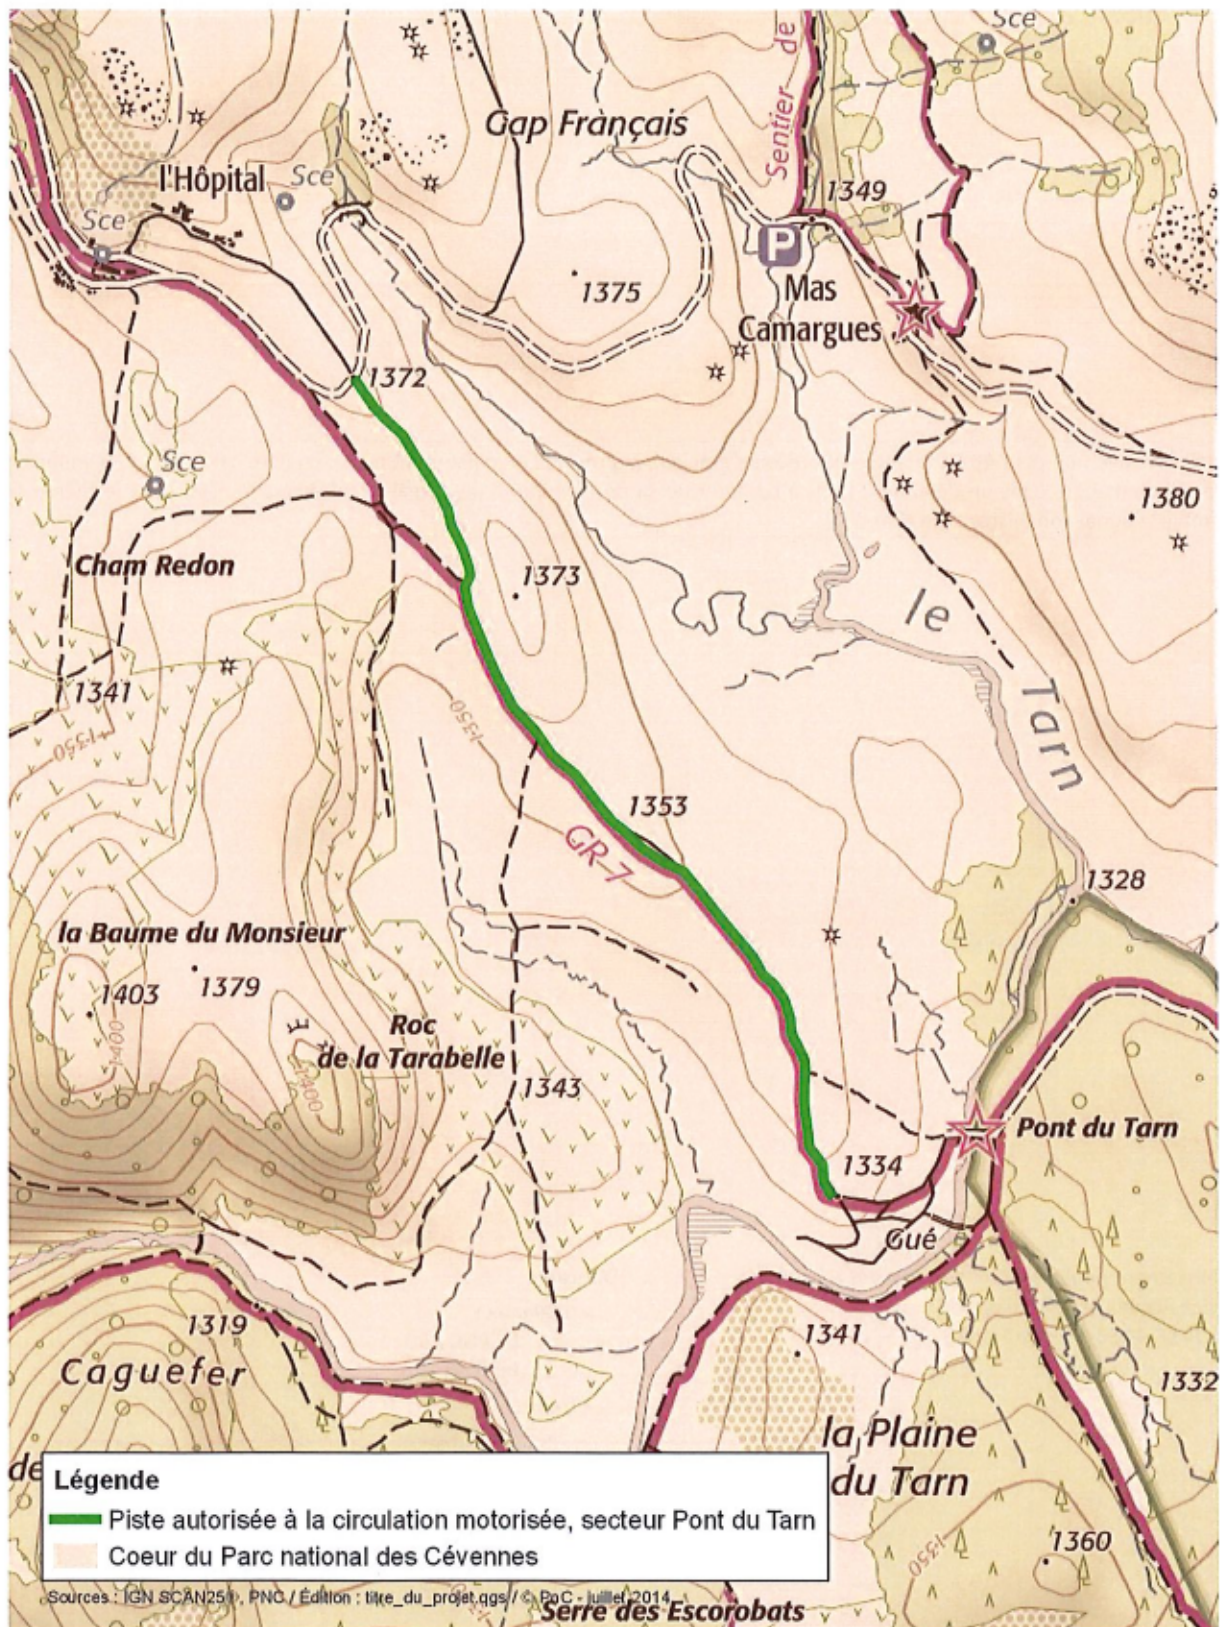 Sce
Sentier de
Gap Français
l'Hôpital
Sce
1349
Sce
P
1375
Mas
Camargues
1372
Sce
1380
Cham Redon
1373
le Tarn
1341
1350
1350
1353
GR 7
1328
la Baume du Monsieur
1379
1403
Roc
de la Tarabelle
1400
1400
1343
Pont du Tarn
1334
Gué
1319
1341
Caguefer
1332
la Plaine
du Tarn
de
Légende
Piste autorisée à la circulation motorisée, secteur Pont du Tarn
Coeur du Parc national des Cévennes
1360
1350
Sources : IGN SCAN25®, PNC / Édition : titre_du_projet.qgs / © PnC - juillet 2014
Serre des Escorobats